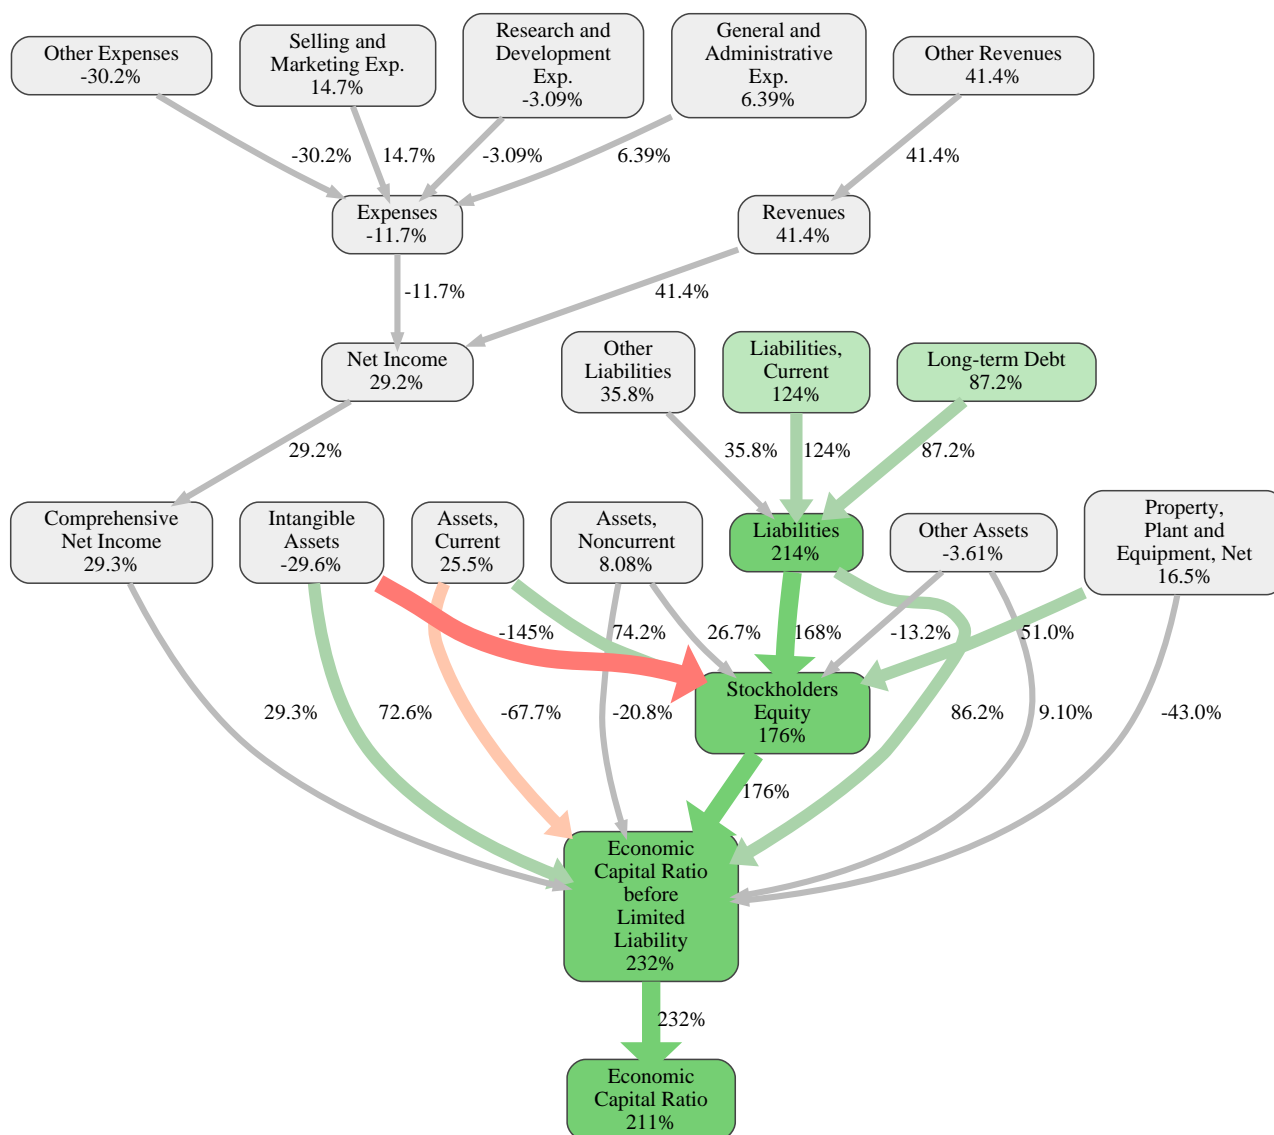 Other Expenses
-30.2%
Selling and
Marketing Exp.
14.7%
Research and
Development
Exp.
-3.09%
General and
Administrative
Exp.
6.39%
Other Revenues
41.4%
-30.2%
14.7%
-3.09%
6.39%
41.4%
Expenses
-11.7%
Revenues
41.4%
-11.7%
41.4%
Net Income
29.2%
Other
Liabilities
35.8%
Liabilities,
Current
124%
Long-term Debt
87.2%
29.2%
35.8%
124%
87.2%
Comprehensive
Net Income
29.3%
Intangible
Assets
-29.6%
Assets,
Current
25.5%
Assets,
Noncurrent
8.08%
Liabilities
214%
Other Assets
-3.61%
Property,
Plant and
Equipment, Net
16.5%
-145%
74.2%
26.7%
168%
-13.2%
51.0%
Stockholders
Equity
176%
29.3%
72.6%
-67.7%
-20.8%
86.2%
9.10%
-43.0%
176%
Economic
Capital Ratio
before
Limited
Liability
232%
232%
Economic
Capital Ratio
211%